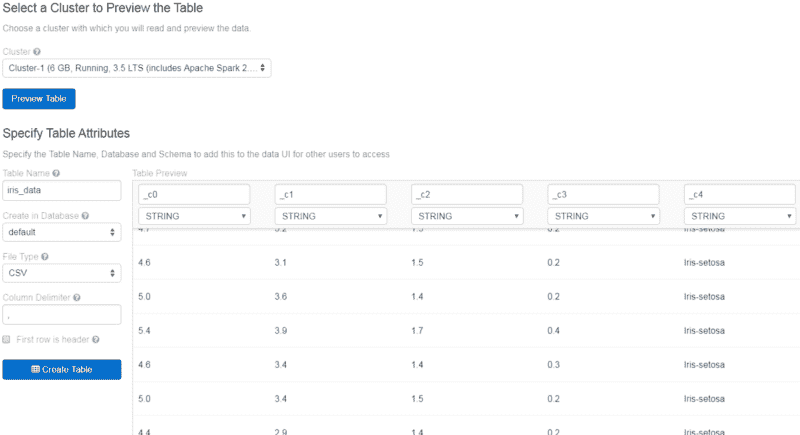 Select a Cluster to Preview the Table
Choose a cluster with which you will read and preview the data.
Cluster
Cluster-1 (6 GB, Running, 3.5 LTS (includes Apache Spark 2....
Preview Table
Specify Table Attributes
Specify the Table Name, Database and Schema to add this to the data UI for other users to access
Table Name
iris_data
Create in Database
default
File Type
CSV
Column Delimiter
,
First row is header
Create Table
Table Preview
_c0 _c1 _c2 _c3 _c4
STRING STRING STRING STRING STRING
4.7 3.2 0.2 Iris-setosa
4.6 3.1 1.5 0.2 Iris-setosa
5.0 3.6 1.4 0.2 Iris-setosa
5.4 3.9 1.7 0.4 Iris-setosa
4.6 3.4 1.4 0.3 Iris-setosa
5.0 3.4 1.5 0.2 Iris-setosa
4.4 2.9 1.4 0.2 Iris-setosa